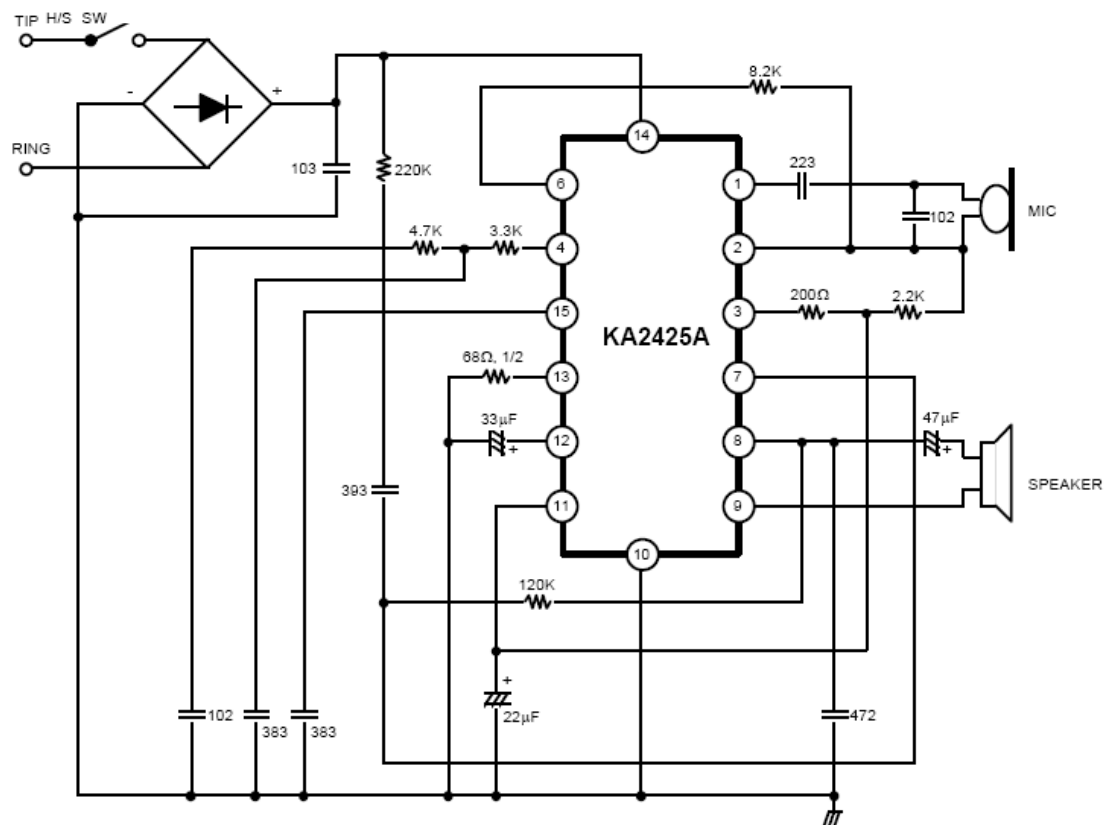 TIP H/S SW
8.2K
-
+
14
RING
103
220K
6
1
223
102
MIC
4.7K
3.3K
4
2
15
3
200Ω
2.2K
KA2425A
68Ω, 1/2
13
7
33µF
+
12
8
47µF
+
393
11
9
SPEAKER
10
120K
+
22µF
102
383
383
472